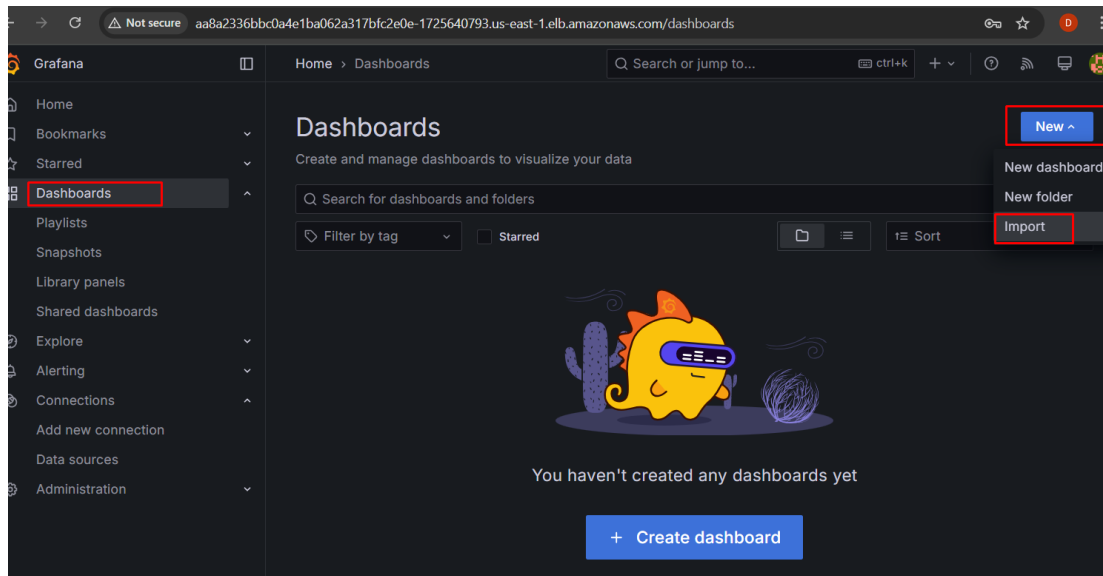 Not secure aa8a2336bbc0a4e1ba062a317bfc2e0e-1725640793.us-east-1.elb.amazonaws.com/dashboards D
Grafana Home › Dashboards Search or jump to... ctrl+k
Home
Bookmarks
Starred
Dashboards
Playlists
Snapshots
Library panels
Shared dashboards
Explore
Alerting
Connections
Add new connection
Data sources
Administration
Dashboards
Create and manage dashboards to visualize your data
New
New dashboard
New folder
Import
Search for dashboards and folders
Filter by tag Starred Sort
You haven't created any dashboards yet
+ Create dashboard